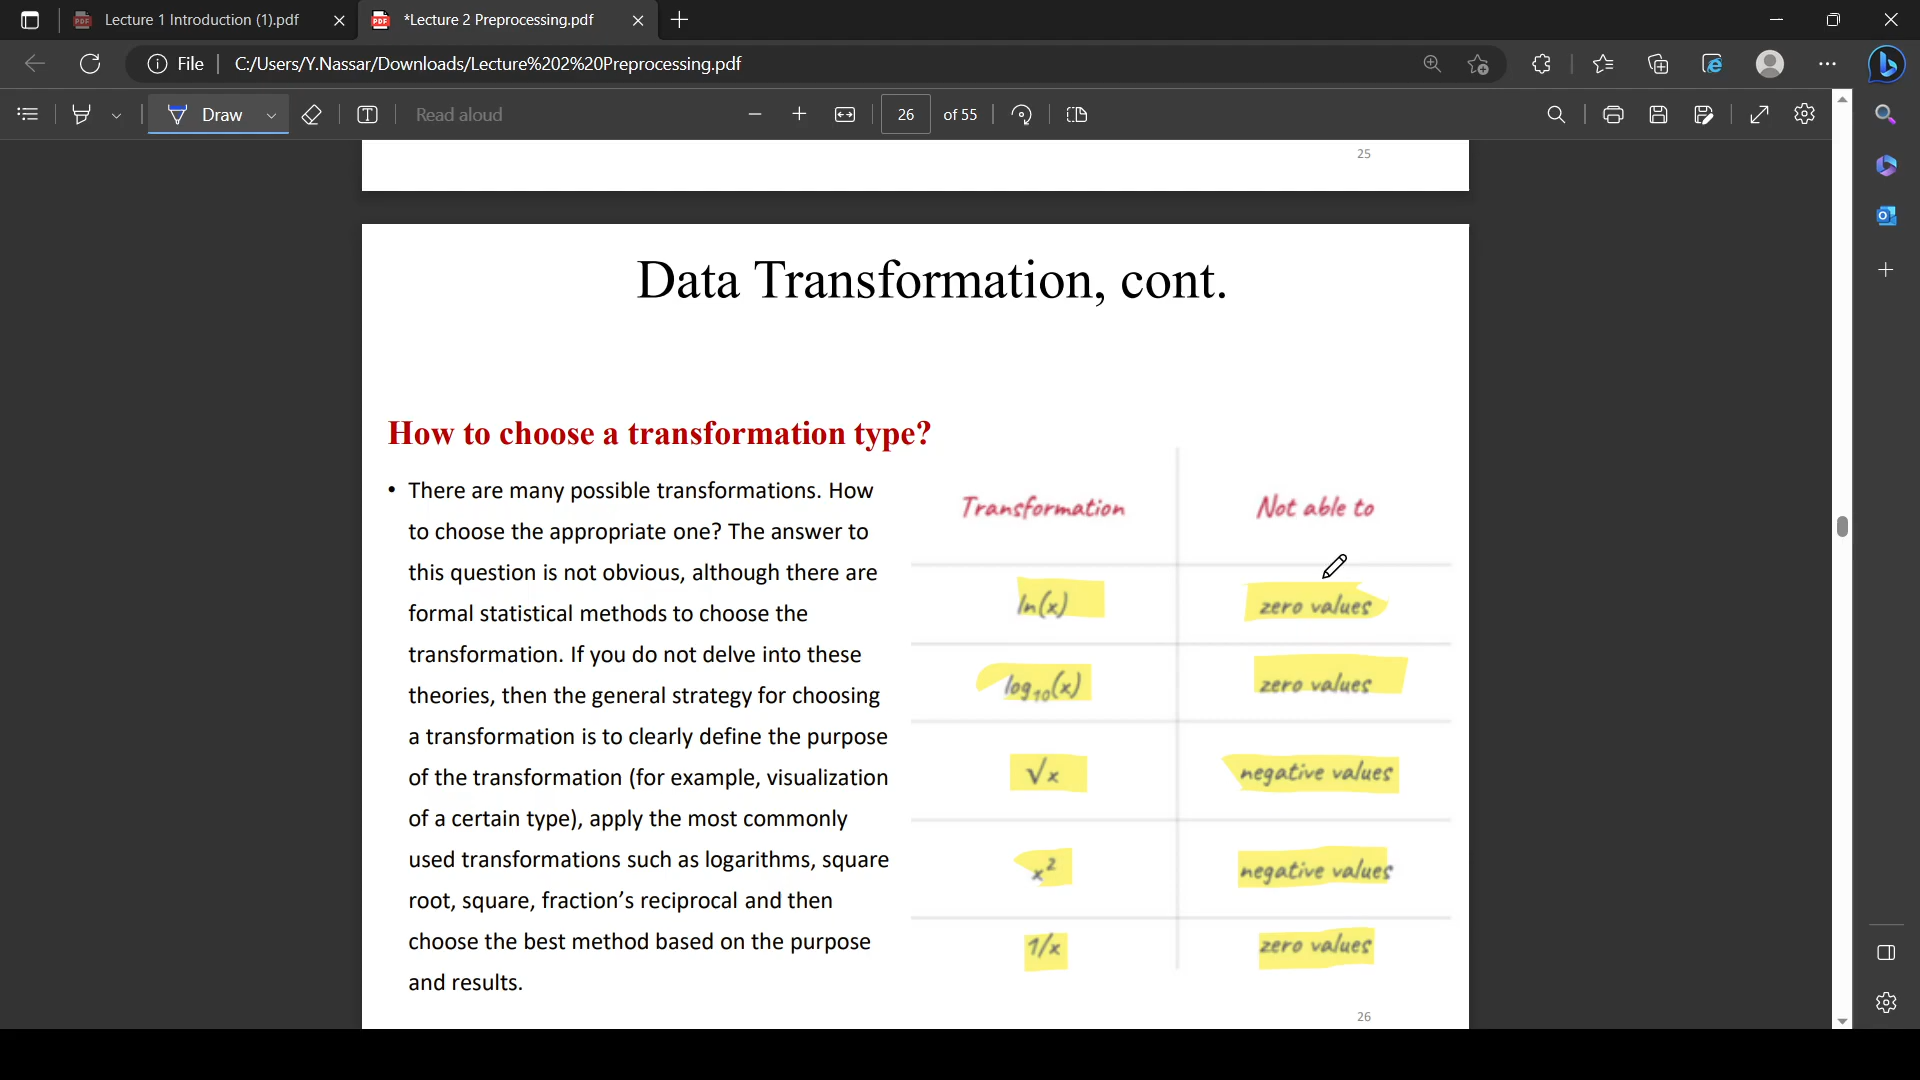 Lecture 1 Introduction (1).pdf
*Lecture 2 Preprocessing.pdf
File
C:/Users/Y.Nassar/Downloads/Lecture%202%20Preprocessing.pdf
Draw
Read aloud
26
of 55
25
Data Transformation, cont.
How to choose a transformation type?
• There are many possible transformations. How
to choose the appropriate one? The answer to
this question is not obvious, although there are
formal statistical methods to choose the
transformation. If you do not delve into these
theories, then the general strategy for choosing
a transformation is to clearly define the purpose
of the transformation (for example, visualization
of a certain type), apply the most commonly
used transformations such as logarithms, square
root, square, fraction’s reciprocal and then
choose the best method based on the purpose
and results.
Transformation Not able to
ln(x) zero values
log₁₀(x) zero values
√x negative values
x² negative values
1/x zero values
26